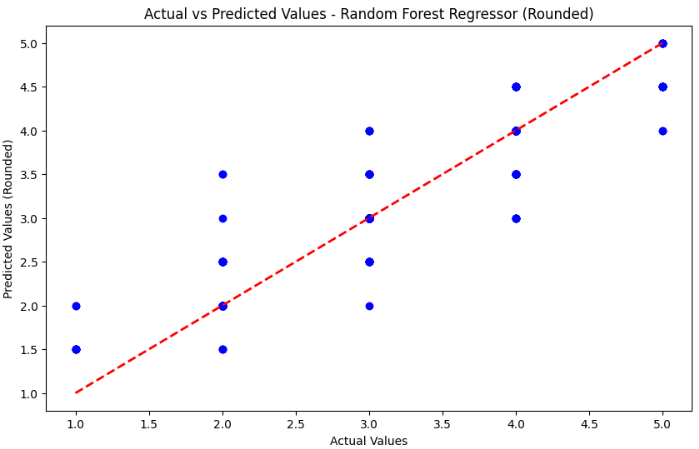 Actual vs Predicted Values - Random Forest Regressor (Rounded)
Predicted Values (Rounded)
5.0
4.5
4.0
3.5
3.0
2.5
2.0
1.5
1.0
1.0 1.5 2.0 2.5 3.0 3.5 4.0 4.5 5.0
Actual Values